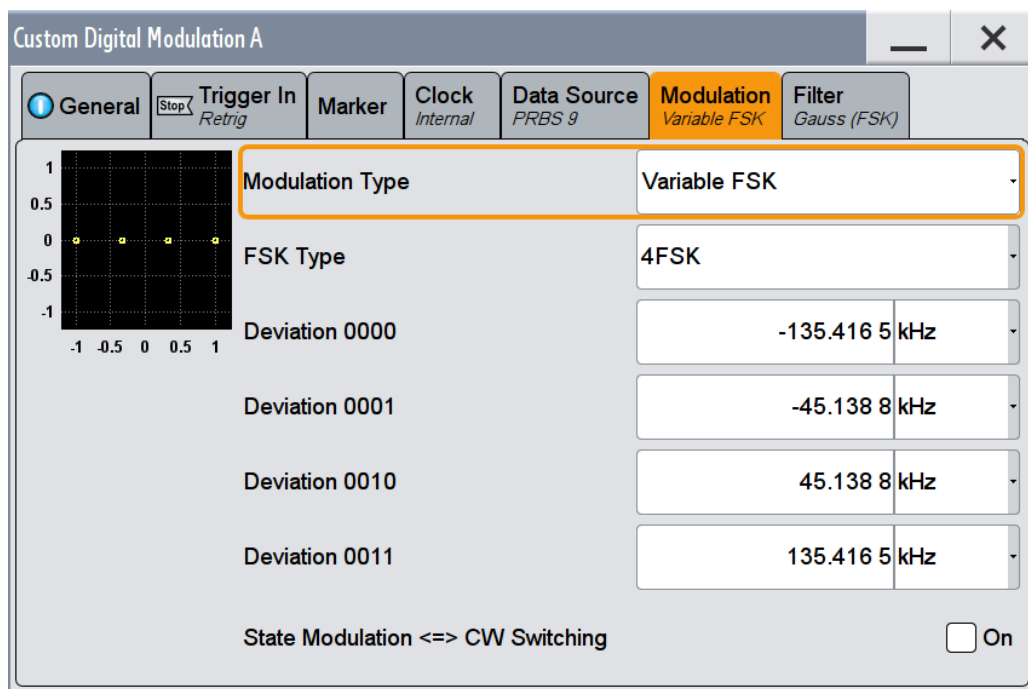 Custom Digital Modulation A
General
Stop Trigger In
Retrig
Marker
Clock
Internal
Data Source
PRBS 9
Modulation
Variable FSK
Filter
Gauss (FSK)
1
0.5
0
-0.5
-1
-1 -0.5 0 0.5 1
Modulation Type Variable FSK
FSK Type 4FSK
Deviation 0000 -135.416 5 kHz
Deviation 0001 -45.138 8 kHz
Deviation 0010 45.138 8 kHz
Deviation 0011 135.416 5 kHz
State Modulation <=> CW Switching On